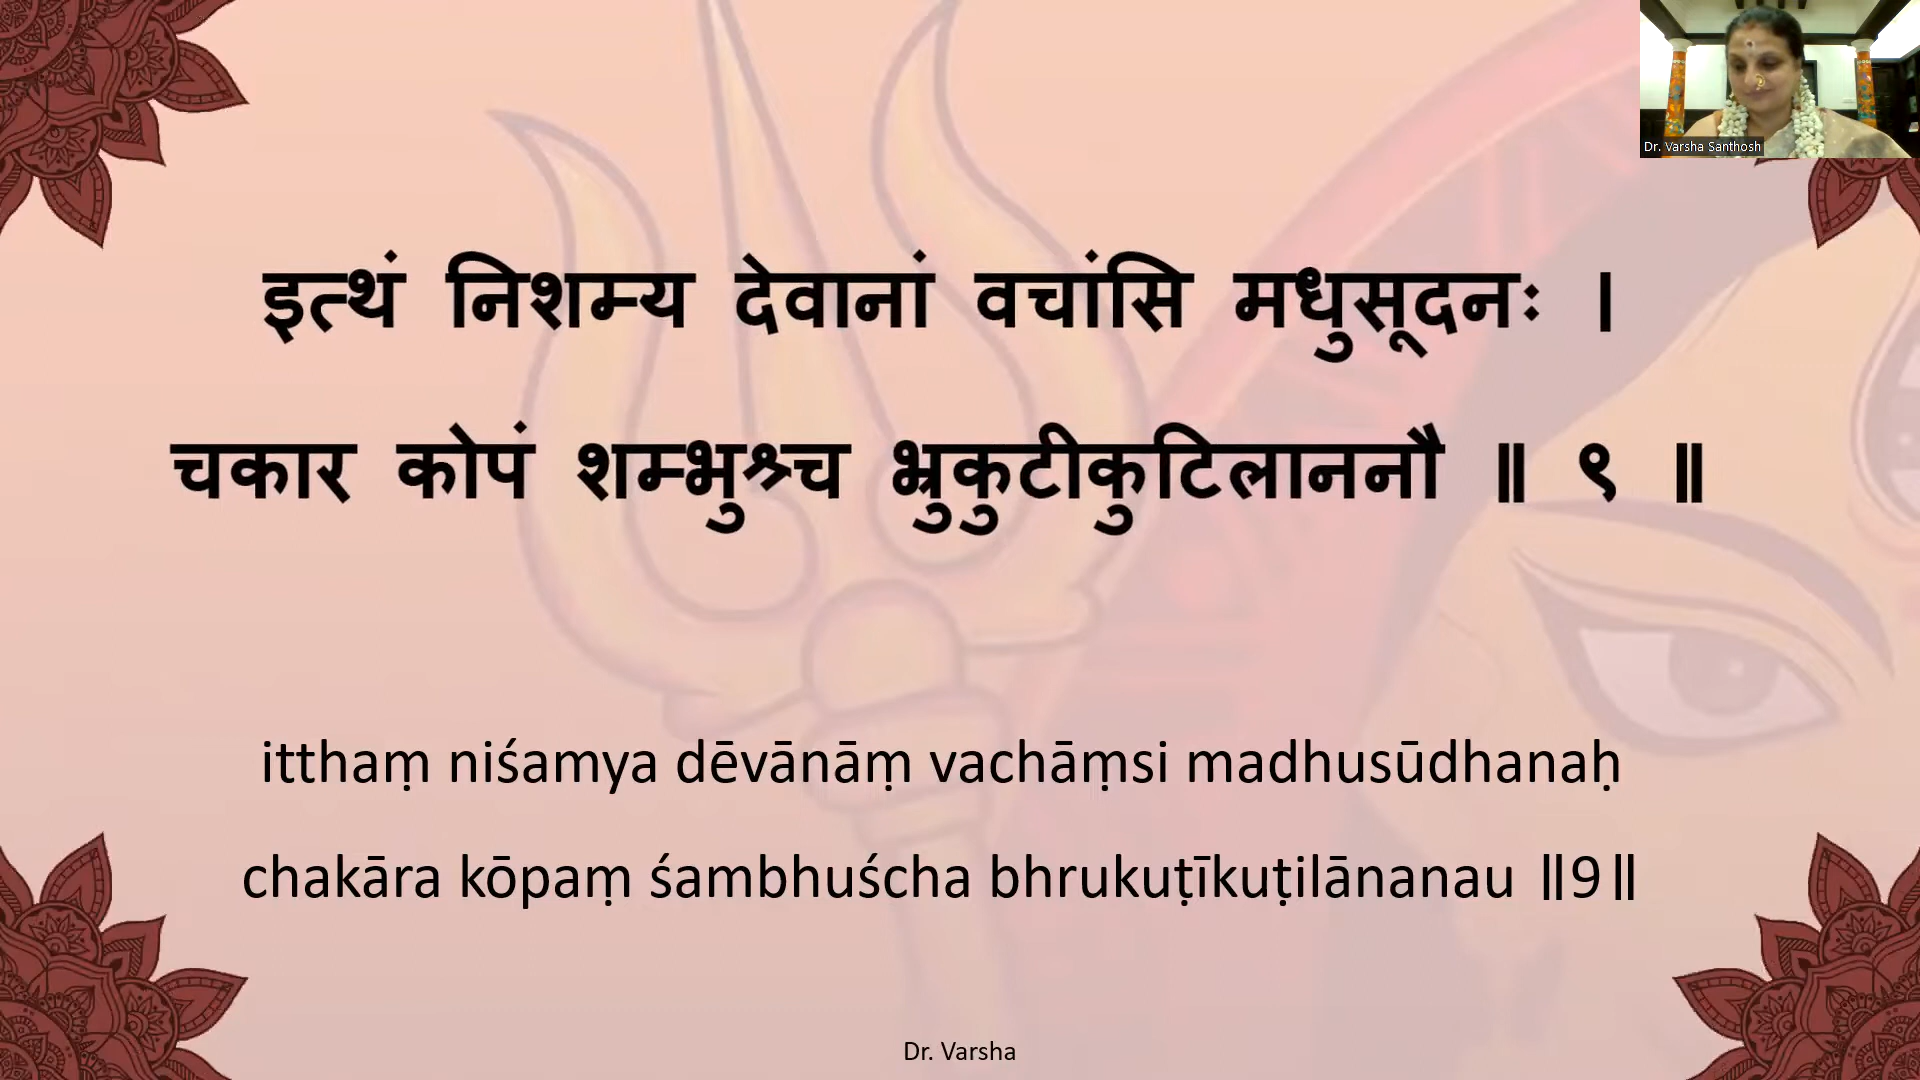 Dr. Varsha Santhosh
इत्थं निशम्य देवानां वचांसि मधुसूदनः ।
चकार कोपं शम्भुश्च भ्रुकुटीकुटिलाननौ ॥ ९ ॥
itthaṃ niśamya dēvānāṃ vachāṃsi madhusūdhanaḥ
chakāra kōpaṃ śambhuścha bhrukuṭīkuṭilānanau ॥9॥
Dr. Varsha